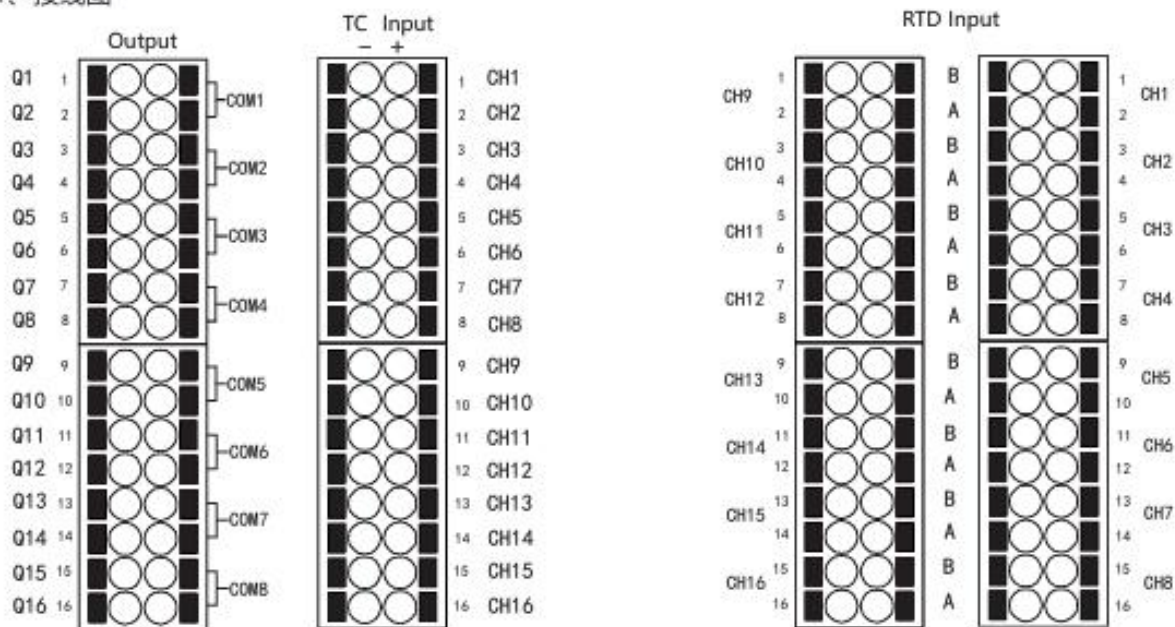 接线图
Output
TC Input
− +
RTD Input
Q1 1 COM1
Q2 2
Q3 3 COM2
Q4 4
Q5 5 COM3
Q6 6
Q7 7 COM4
Q8 8
Q9 9 COM5
Q10 10
Q11 11 COM6
Q12 12
Q13 13 COM7
Q14 14
Q15 15 COM8
Q16 16
1 CH1
2 CH2
3 CH3
4 CH4
5 CH5
6 CH6
7 CH7
8 CH8
9 CH9
10 CH10
11 CH11
12 CH12
13 CH13
14 CH14
15 CH15
16 CH16
CH9 1 B 1 CH1
2 A 2
CH10 3 B 3 CH2
4 A 4
CH11 5 B 5 CH3
6 A 6
CH12 7 B 7 CH4
8 A 8
CH13 9 B 9 CH5
10 A 10
CH14 11 B 11 CH6
12 A 12
CH15 13 B 13 CH7
14 A 14
CH16 15 B 15 CH8
16 A 16